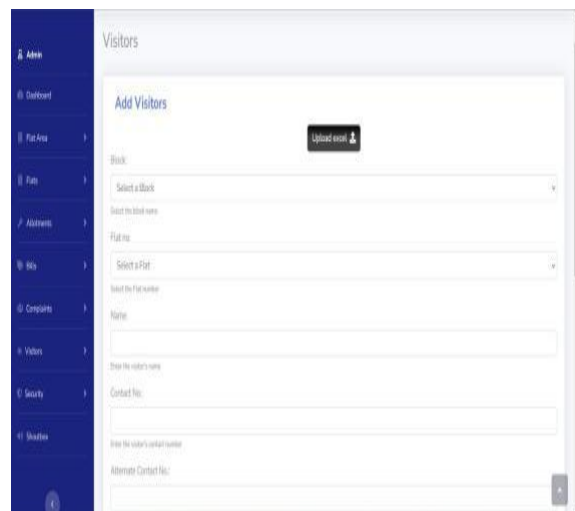 Admin
Dashboard
Flat Area
Flats
Allotments
Bills
Complaints
Visitors
Security
Shoutbox
Visitors
Add Visitors
Upload excel
Block:
Select a Block
Select the block name
Flat no:
Select a Flat
Select the Flat number
Name:
Enter the visitor's name
Contact No.:
Enter the visitor's contact number
Alternate Contact No.: